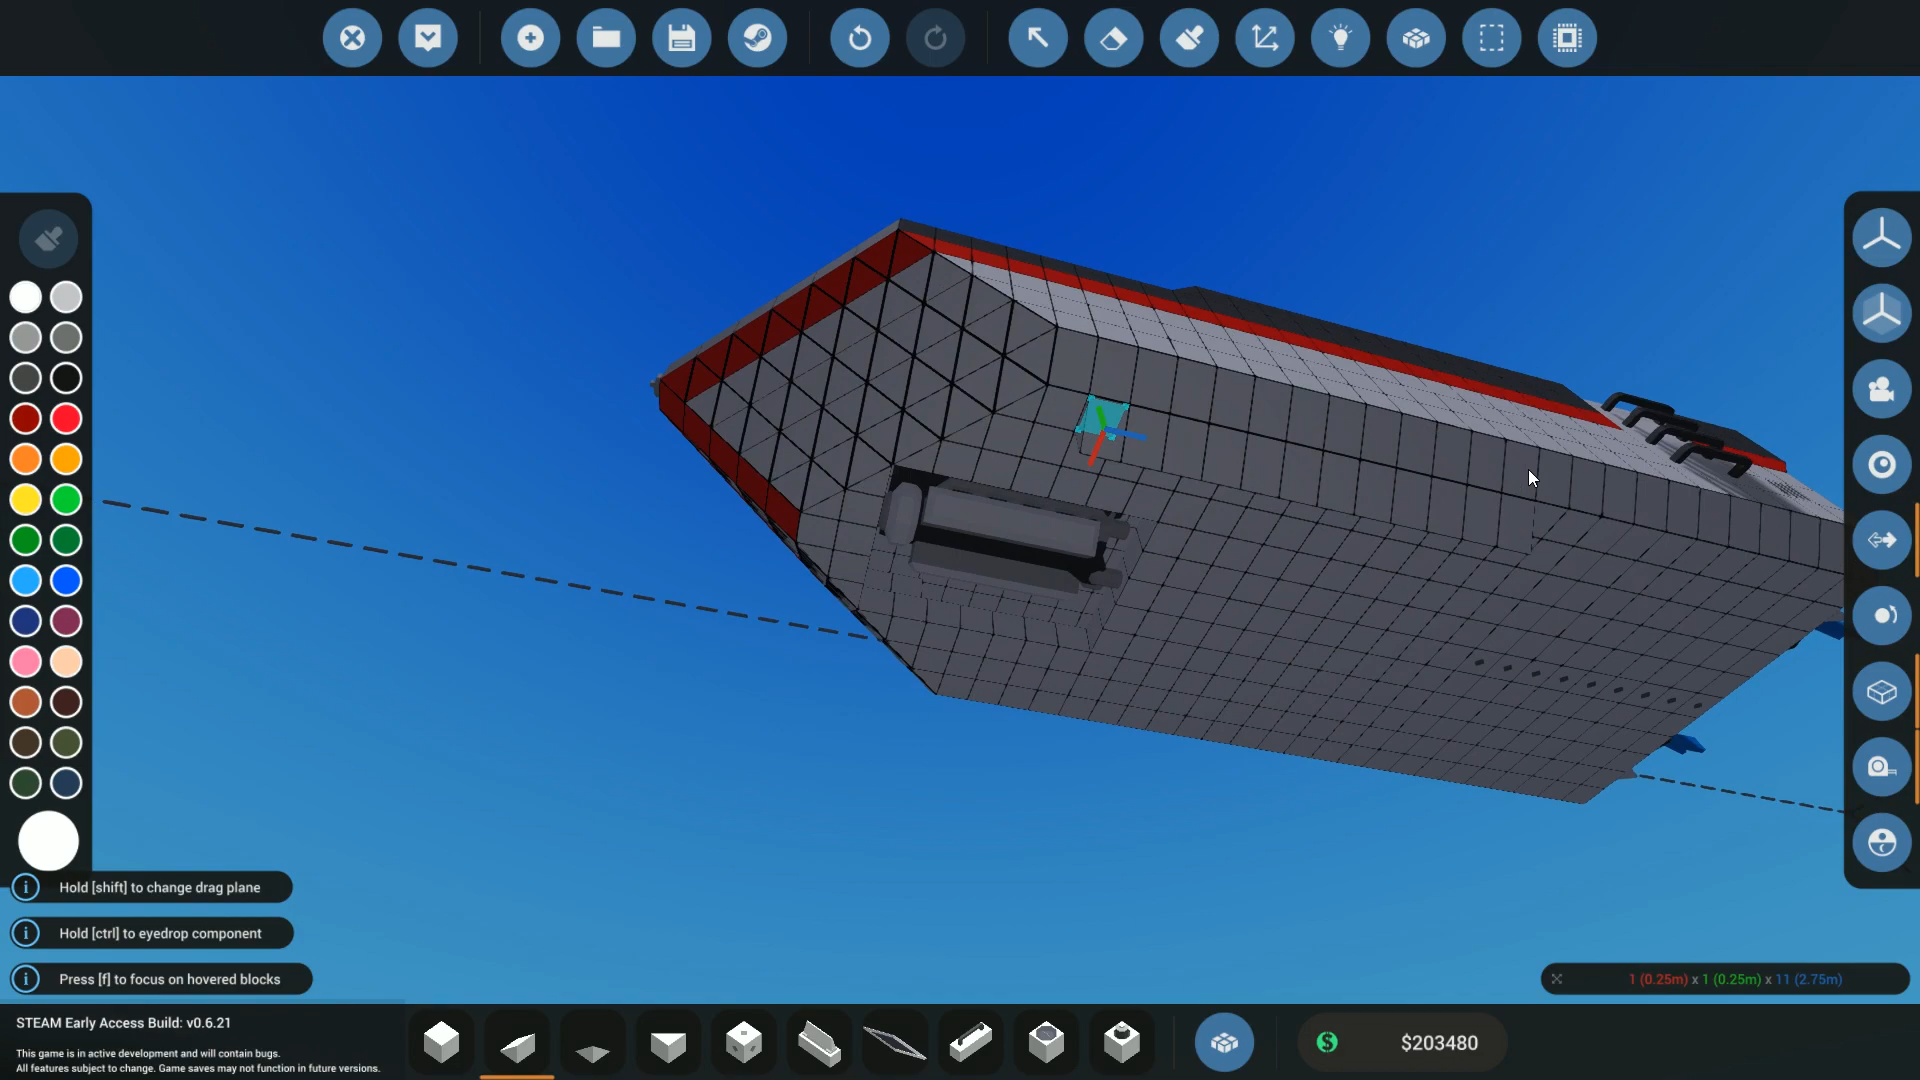 Hold [shift] to change drag plane
Hold [ctrl] to eyedrop component
Press [f] to focus on hovered blocks
1 (0.25m) x 1 (0.25m) x 11 (2.75m)
STEAM Early Access Build: v0.6.21
This game is in active development and will contain bugs.
All features subject to change. Game saves may not function in future versions.
$203480